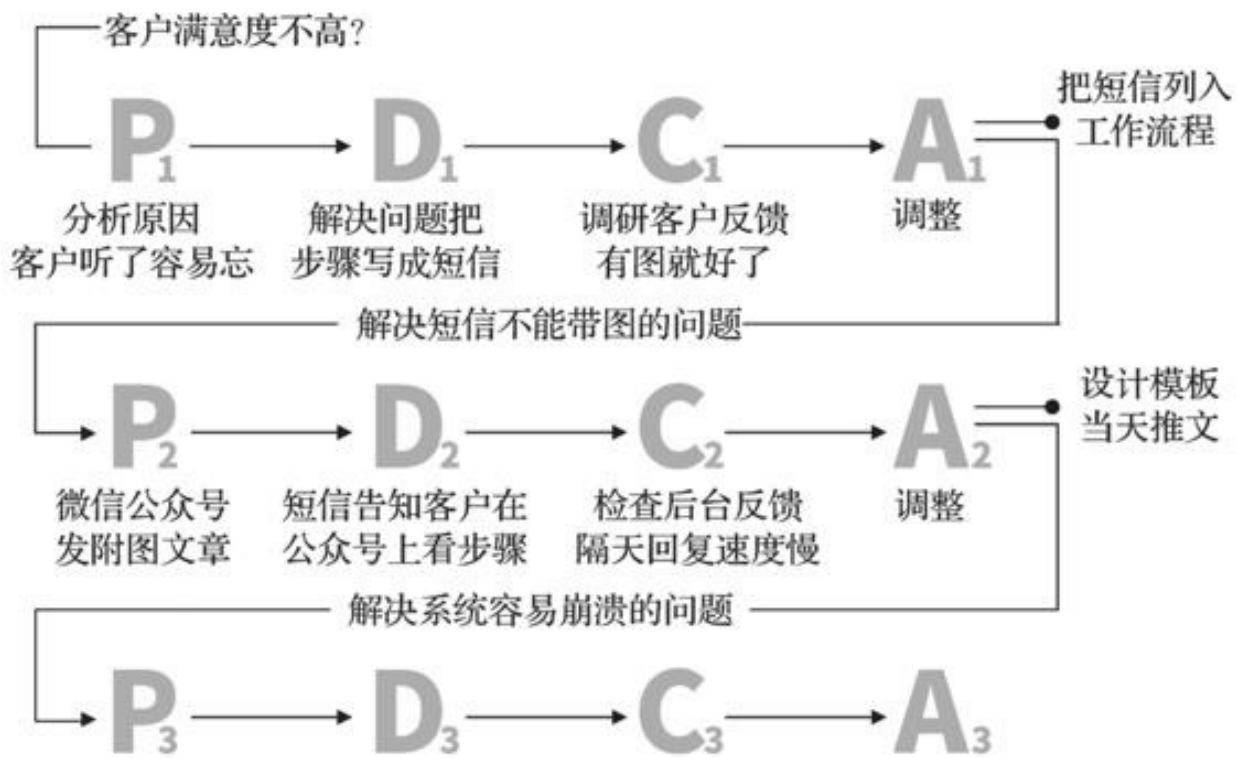 客户满意度不高?
P1 D1 C1 A1
把短信列入
工作流程
分析原因
客户听了容易忘
解决问题把
步骤写成短信
调研客户反馈
有图就好了
调整
解决短信不能带图的问题
P2 D2 C2 A2
设计模板
当天推文
微信公众号
发附图文章
短信告知客户在
公众号上看步骤
检查后台反馈
隔天回复速度慢
调整
解决系统容易崩溃的问题
P3 D3 C3 A3